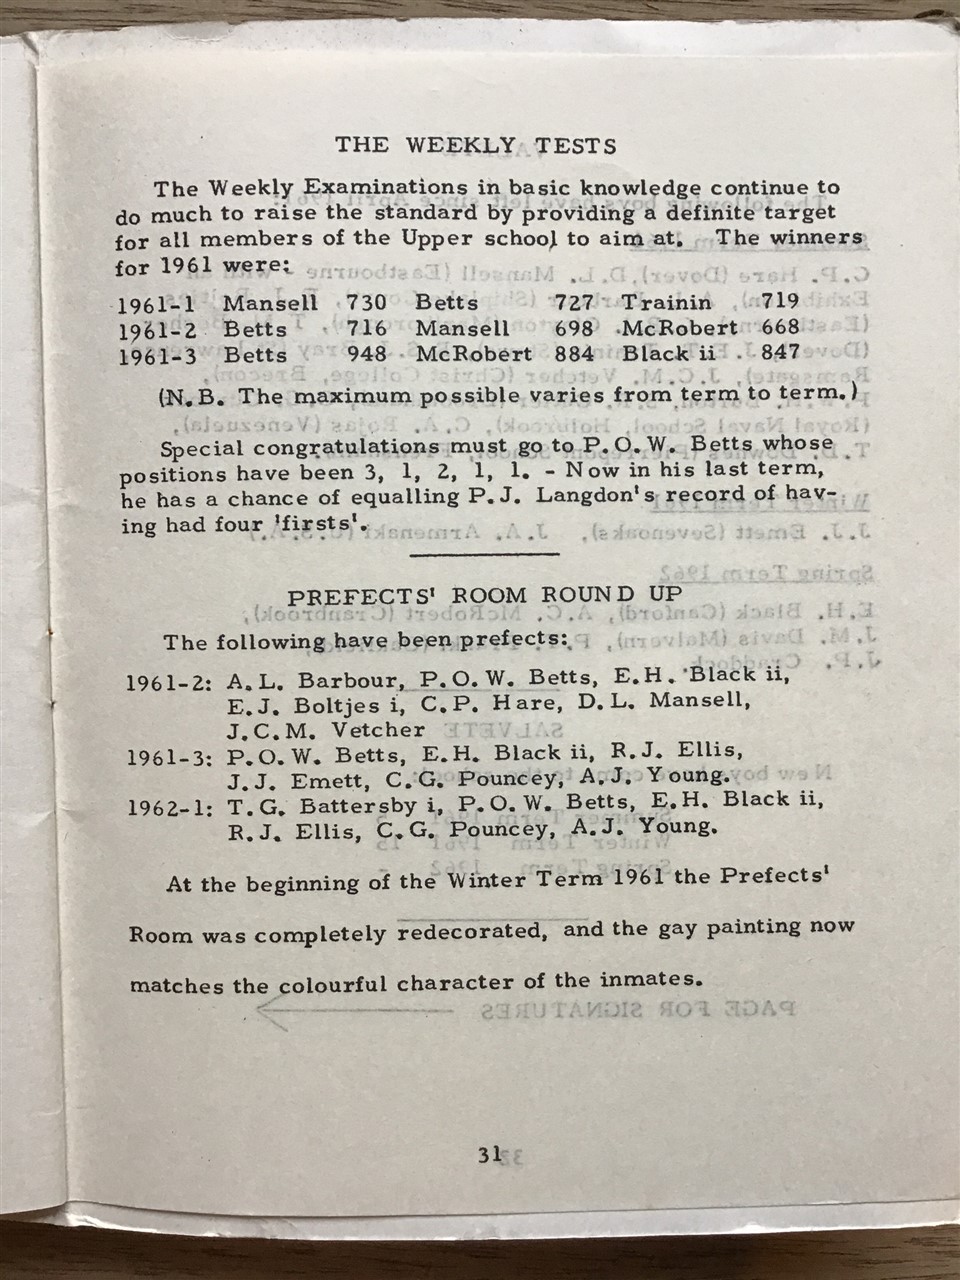 THE WEEKLY TESTS
The Weekly Examinations in basic knowledge continue to
do much to raise the standard by providing a definite target
for all members of the Upper school to aim at. The winners
for 1961 were:
1961-1 Mansell 730 Betts 727 Trainin 719
1961-2 Betts 716 Mansell 698 McRobert 668
1961-3 Betts 948 McRobert 884 Black ii 847
(N.B. The maximum possible varies from term to term.)
Special congratulations must go to P.O.W. Betts whose
positions have been 3, 1, 2, 1, 1. - Now in his last term,
he has a chance of equalling P.J. Langdon's record of hav-
ing had four 'firsts'.
PREFECTS' ROOM ROUND UP
The following have been prefects:
1961-2: A.L. Barbour, P.O.W. Betts, E.H. Black ii,
E.J. Boltjes i, C.P. Hare, D.L. Mansell,
J.C.M. Vetcher
1961-3: P.O.W. Betts, E.H. Black ii, R.J. Ellis,
J.J. Emett, C.G. Pouncey, A.J. Young.
1962-1: T.G. Battersby i, P.O.W. Betts, E.H. Black ii,
R.J. Ellis, C.G. Pouncey, A.J. Young.
At the beginning of the Winter Term 1961 the Prefects'
Room was completely redecorated, and the gay painting now
matches the colourful character of the inmates.
31